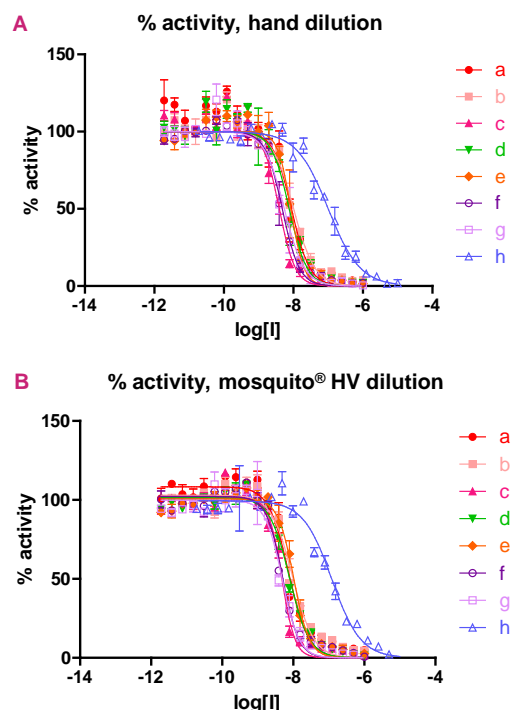 A
% activity, hand dilution
150
100
50
0
% activity
-14
-12
-10
-8
-6
-4
log[I]
a
b
c
d
e
f
g
h
B
% activity, mosquito® HV dilution
150
100
50
0
% activity
-14
-12
-10
-8
-6
-4
log[I]
a
b
c
d
e
f
g
h